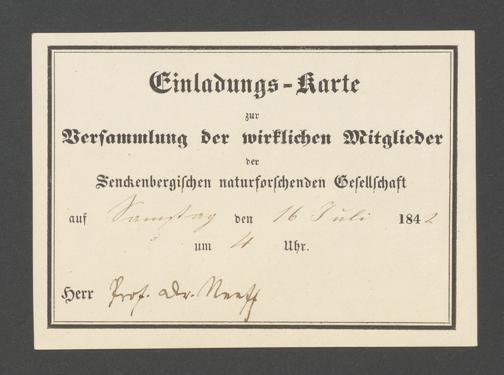 Einladungs-Karte
zur
Versammlung der wirklichen Mitglieder
der
Senckenbergischen naturforschenden Gesellschaft
auf Samstag den 16 Juli 1842
um 4 Uhr.
Herr Prof. Dr. Neeff